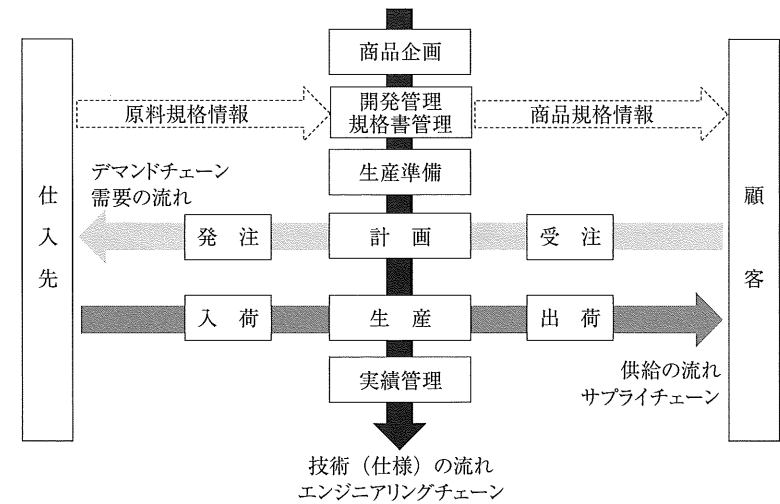 商品企画
原料規格情報
開発管理
規格書管理
商品規格情報
デマンドチェーン
需要の流れ
生産準備
仕入先
顧客
発注
計画
受注
入荷
生産
出荷
実績管理
供給の流れ
サプライチェーン
技術（仕様）の流れ
エンジニアリングチェーン